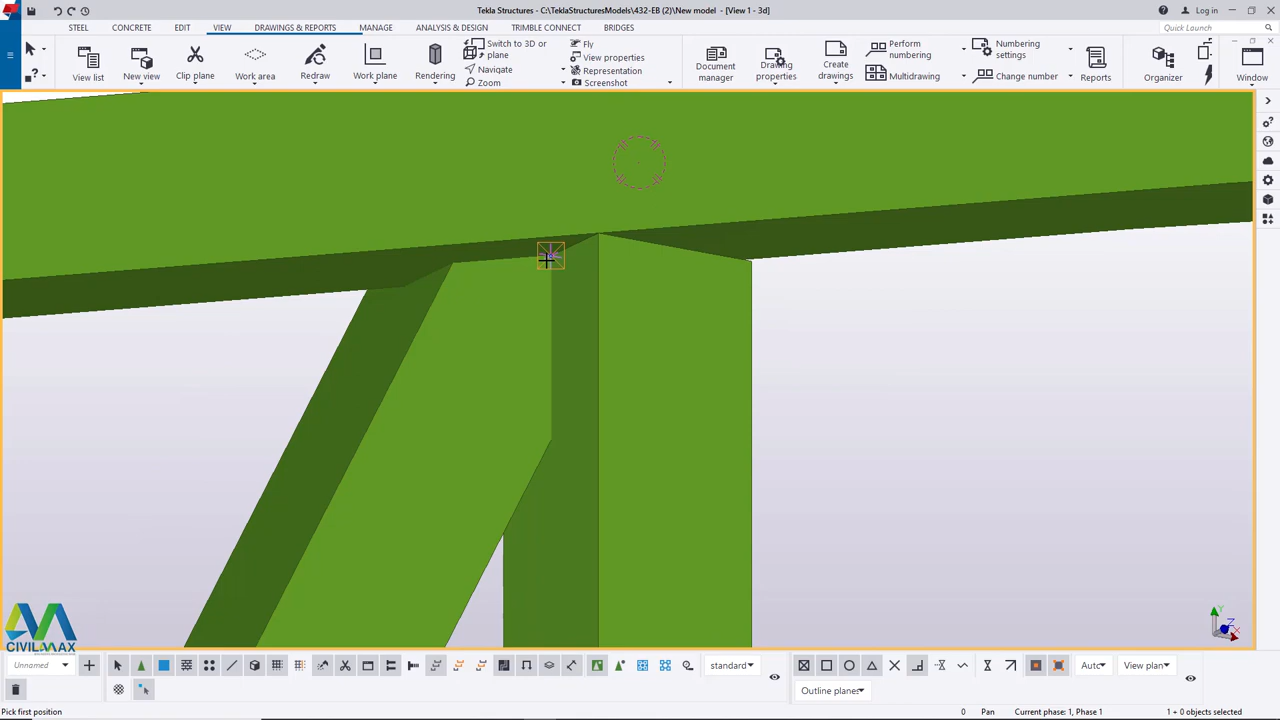 Tekla Structures - C:\TeklaStructuresModels\432-EB (2)\New model - [View 1 - 3d]
Log in
STEEL
CONCRETE
EDIT
VIEW
DRAWINGS & REPORTS
MANAGE
ANALYSIS & DESIGN
TRIMBLE CONNECT
BRIDGES
Quick Launch
View list
New view
Clip plane
Work area
Redraw
Work plane
Rendering
Switch to 3D or
plane
Navigate
Zoom
Fly
View properties
Representation
Screenshot
Document
manager
Drawing
properties
Create
drawings
Perform
numbering
Multidrawing
Numbering
settings
Change number
Reports
Organizer
Window
CIVILMAX
Unnamed
standard
Auto
View plan
Outline planes
Pick first position
0
Pan
Current phase: 1, Phase 1
1 + 0 objects selected